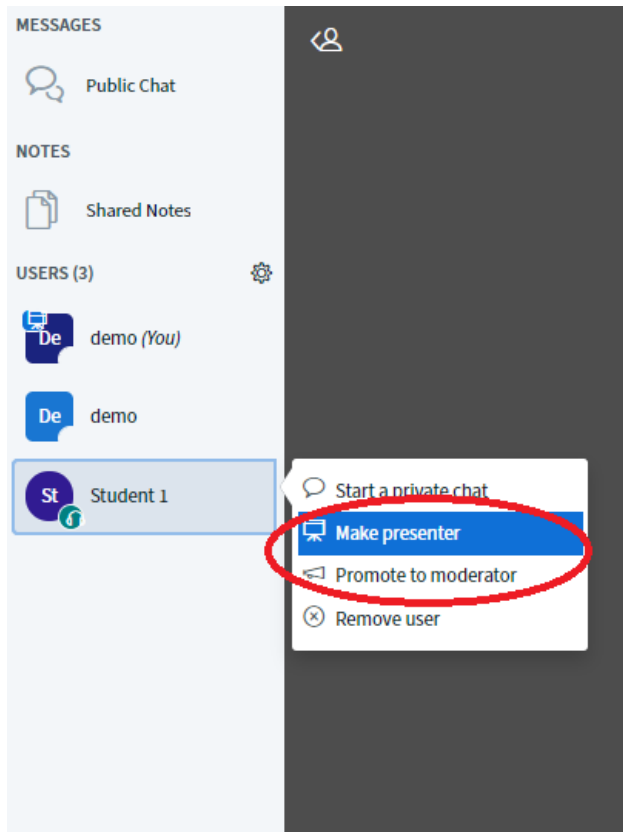 MESSAGES
Public Chat
NOTES
Shared Notes
USERS (3)
De demo (You)
De demo
St Student 1
Start a private chat
Make presenter
Promote to moderator
Remove user